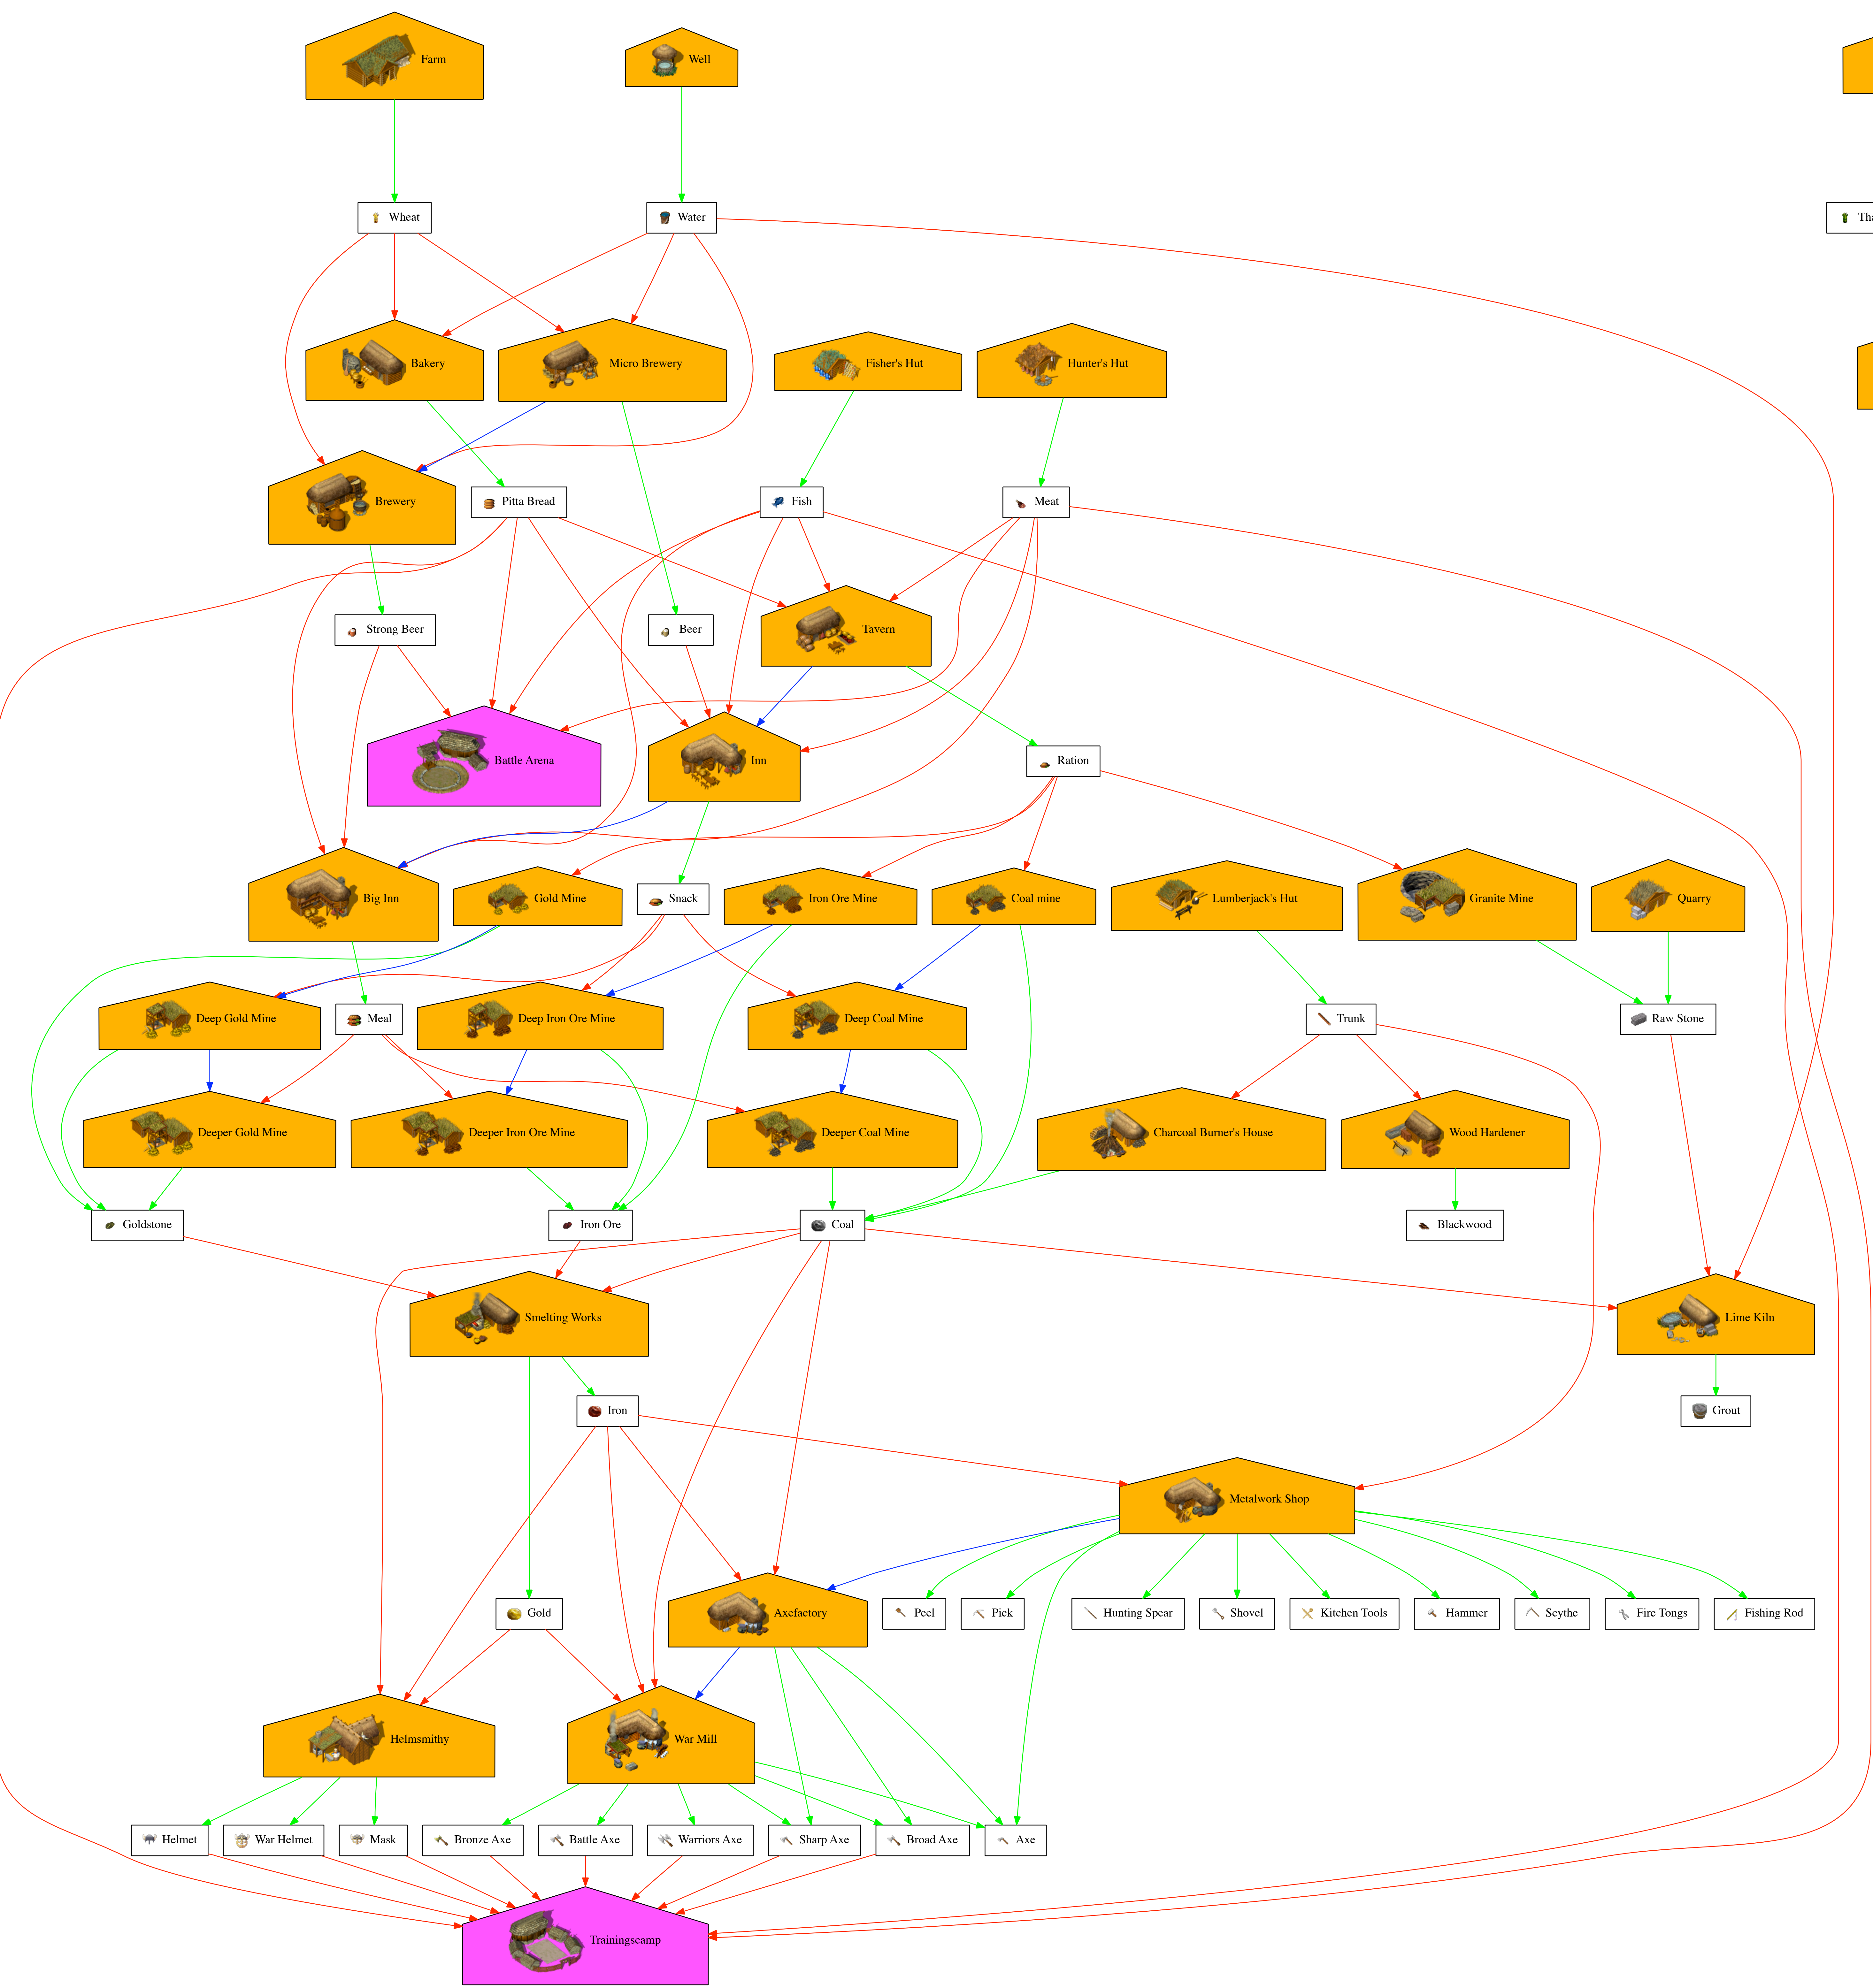 Farm
Well
Wheat
Water
Bakery
Micro Brewery
Fisher's Hut
Hunter's Hut
Brewery
Pitta Bread
Fish
Meat
Strong Beer
Beer
Tavern
Battle Arena
Inn
Ration
Big Inn
Gold Mine
Snack
Iron Ore Mine
Coal mine
Lumberjack's Hut
Granite Mine
Quarry
Deep Gold Mine
Meal
Deep Iron Ore Mine
Deep Coal Mine
Trunk
Raw Stone
Deeper Gold Mine
Deeper Iron Ore Mine
Deeper Coal Mine
Charcoal Burner's House
Wood Hardener
Goldstone
Iron Ore
Coal
Blackwood
Smelting Works
Lime Kiln
Iron
Grout
Metalwork Shop
Gold
Axefactory
Peel
Pick
Hunting Spear
Shovel
Kitchen Tools
Hammer
Scythe
Fire Tongs
Fishing Rod
Helmsmithy
War Mill
Helmet
War Helmet
Mask
Bronze Axe
Battle Axe
Warriors Axe
Sharp Axe
Broad Axe
Axe
Trainingscamp